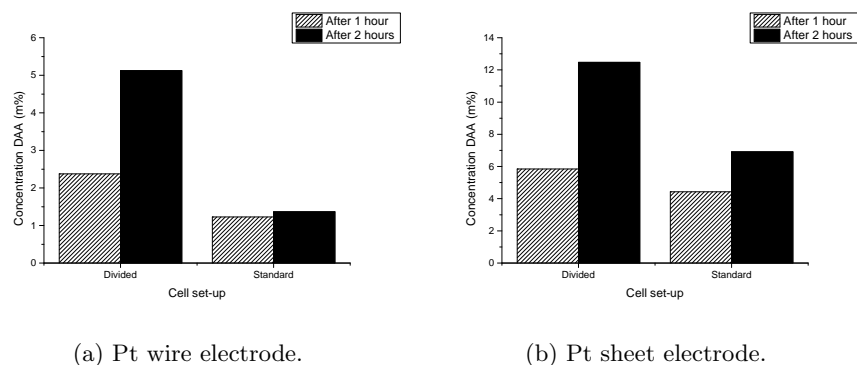 After 1 hour
After 2 hours
6
5
4
3
2
1
0
Concentration DAA (m%)
Divided
Standard
Cell set-up
(a) Pt wire electrode.
After 1 hour
After 2 hours
14
12
10
8
6
4
2
0
Concentration DAA (m%)
Divided
Standard
Cell set-up
(b) Pt sheet electrode.